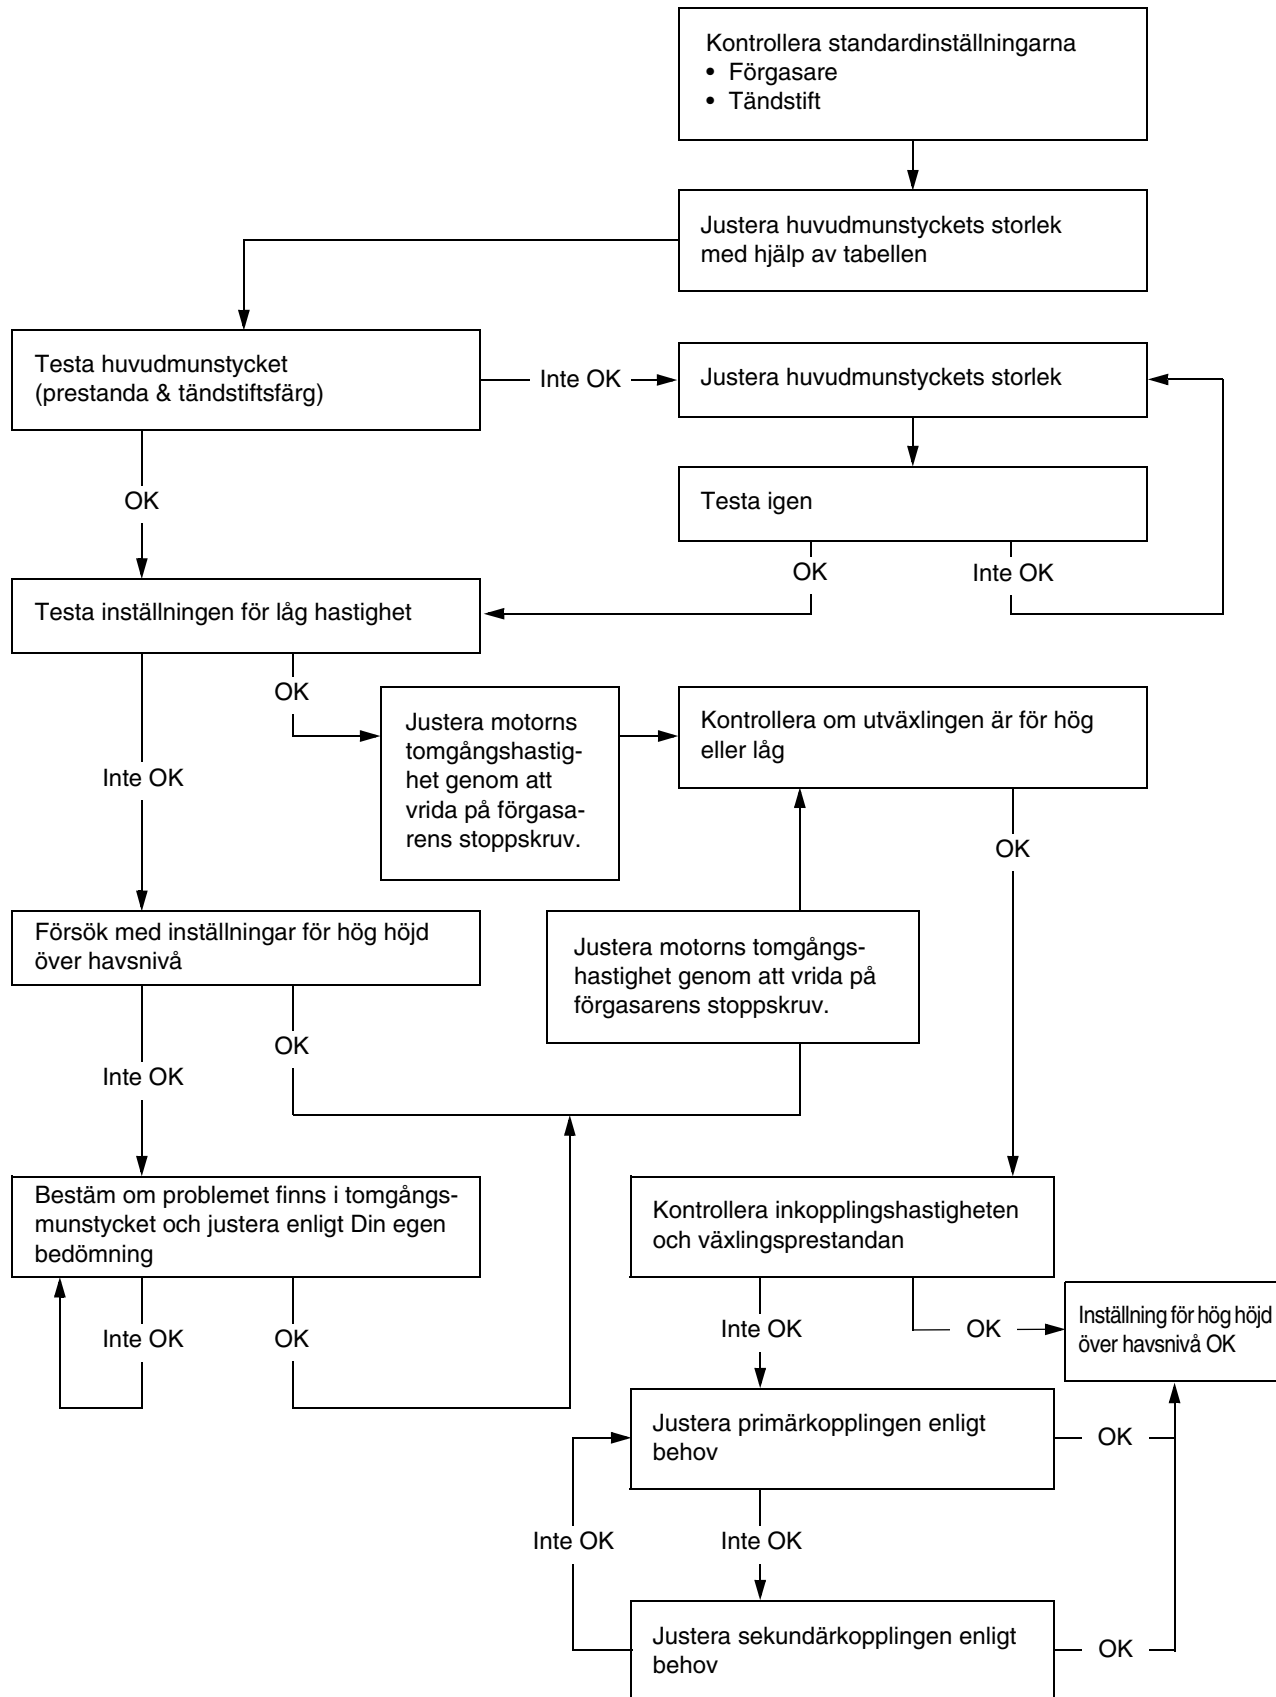 Kontrollera standardinställningarna
• Förgasare
• Tändstift
Justera huvudmunstyckets storlek
med hjälp av tabellen
Testa huvudmunstycket
(prestanda & tändstiftsfärg)
Inte OK
Justera huvudmunstyckets storlek
OK
Testa igen
OK
Inte OK
Testa inställningen för låg hastighet
OK
Inte OK
Justera motorns
tomgångshastig-
het genom att
vrida på förgasa-
rens stoppskruv.
Kontrollera om utväxlingen är för hög
eller låg
OK
Försök med inställningar för hög höjd
över havsnivå
Justera motorns tomgångs-
hastighet genom att vrida på
förgasarens stoppskruv.
OK
Inte OK
Bestäm om problemet finns i tomgångs-
munstycket och justera enligt Din egen
bedömning
Inte OK
OK
Kontrollera inkopplingshastigheten
och växlingsprestandan
Inte OK
OK
Inställning för hög höjd
över havsnivå OK
Justera primärkopplingen enligt
behov
OK
Inte OK
Inte OK
Justera sekundärkopplingen enligt
behov
OK